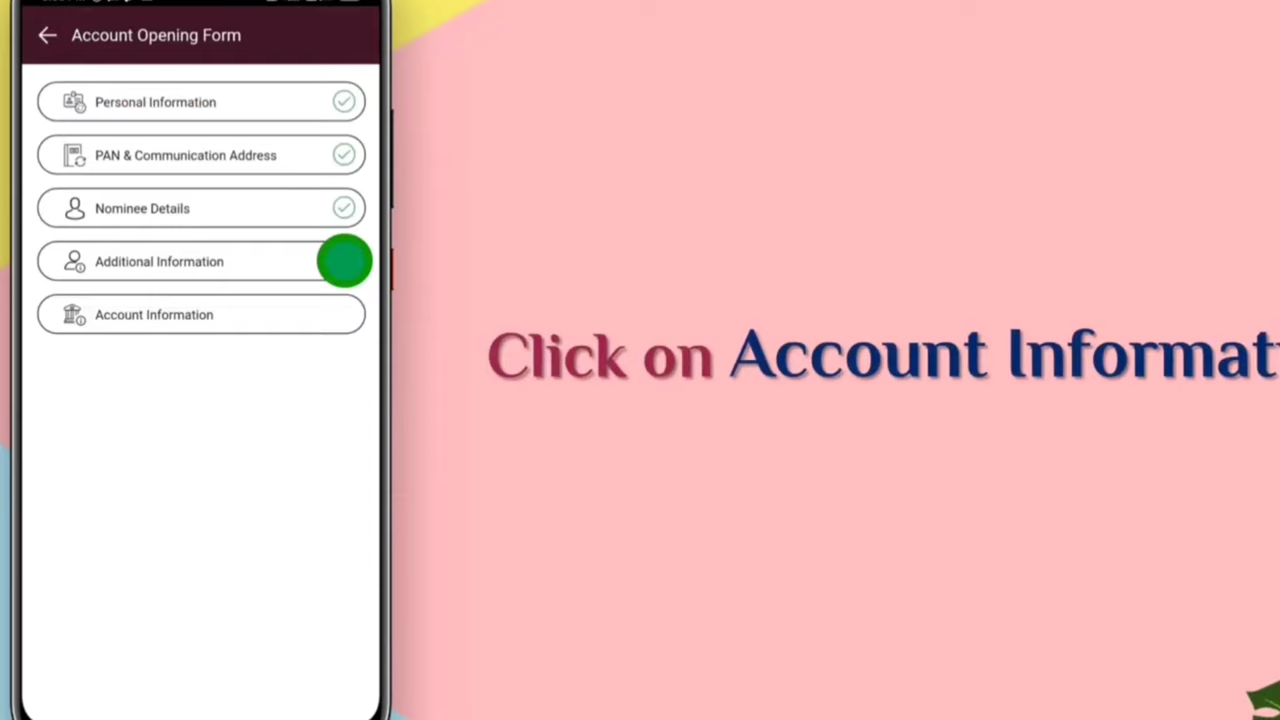 Account Opening Form
Personal Information
PAN & Communication Address
Nominee Details
Additional Information
Account Information
Click on Account Informat